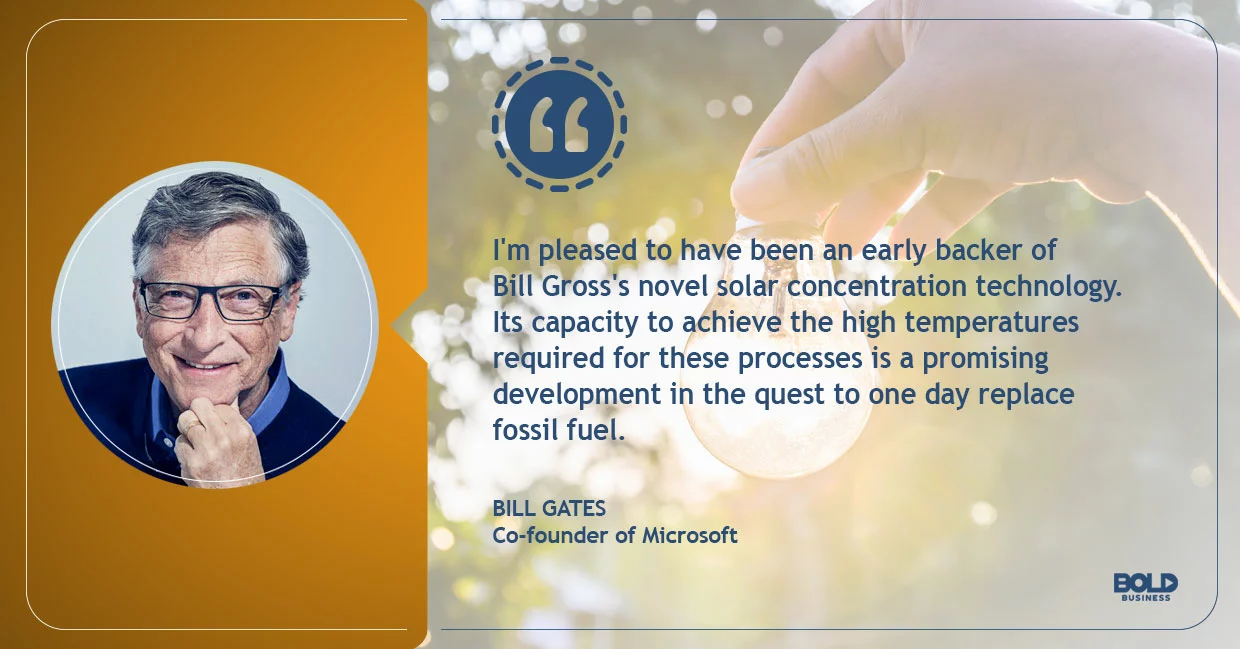 I'm pleased to have been an early backer of
Bill Gross's novel solar concentration technology.
Its capacity to achieve the high temperatures
required for these processes is a promising
development in the quest to one day replace
fossil fuel.
BILL GATES
Co-founder of Microsoft
BOLD
BUSINESS